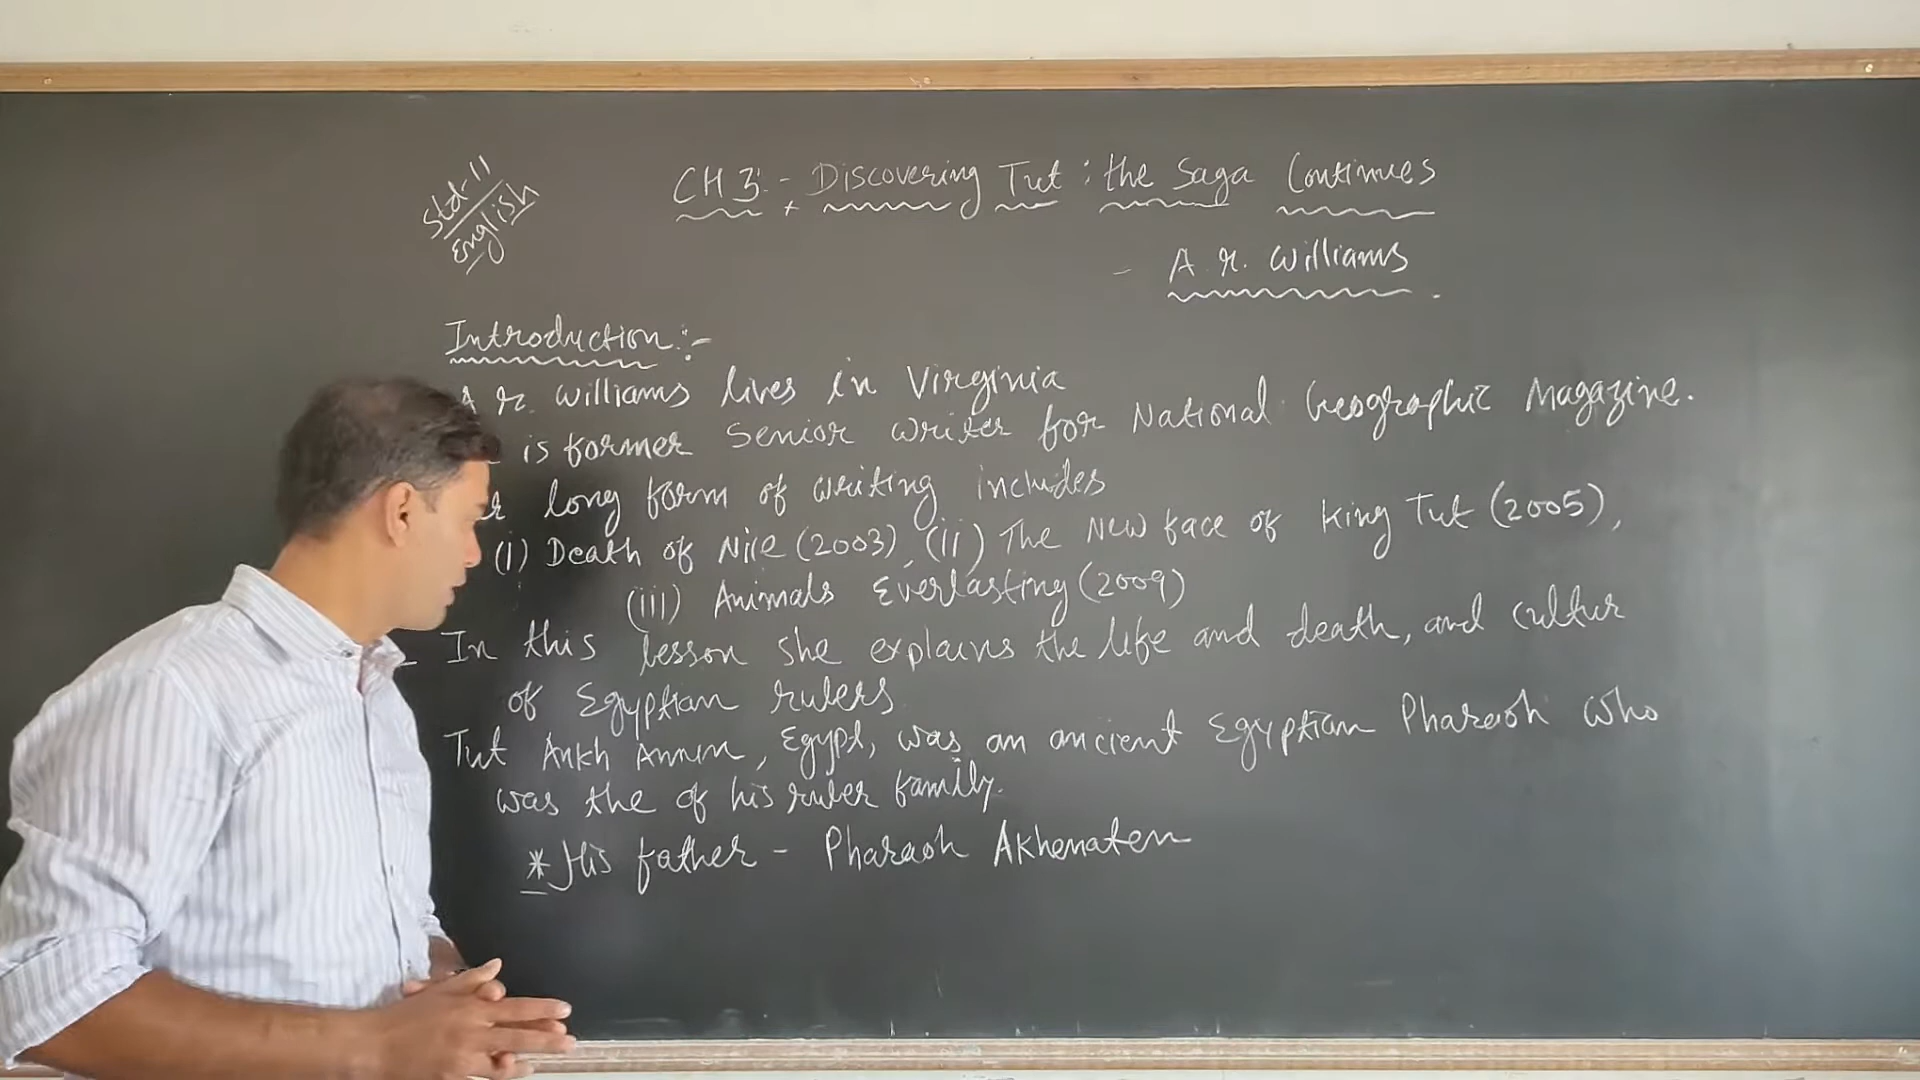 Std-11
English
CH 3 :- Discovering Tut : the Saga Continues
- A. R. Williams.
Introduction :-
A. R. Williams lives in Virginia
is former Senior writer for National Geographic Magazine.
long form of writing includes
(i) Death of Nile (2003), (ii) The New face of King Tut (2005),
(iii) Animals Everlasting (2009)
- In this lesson she explains the life and death, and cultur
of Egyptian rulers
Tut Ankh Amun, Egypt, was an ancient Egyptian Pharaoh who
was the of his ruler family.
* His father - Pharaoh Akhenaten